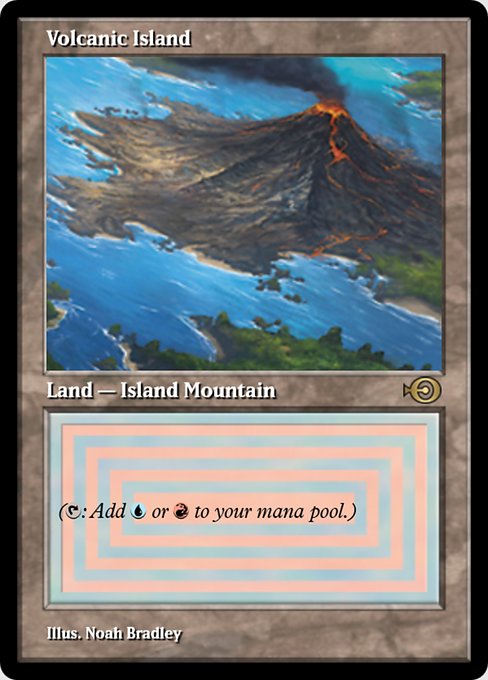 Volcanic Island
Land — Island Mountain
(: Add or to your mana pool.)
Illus. Noah Bradley